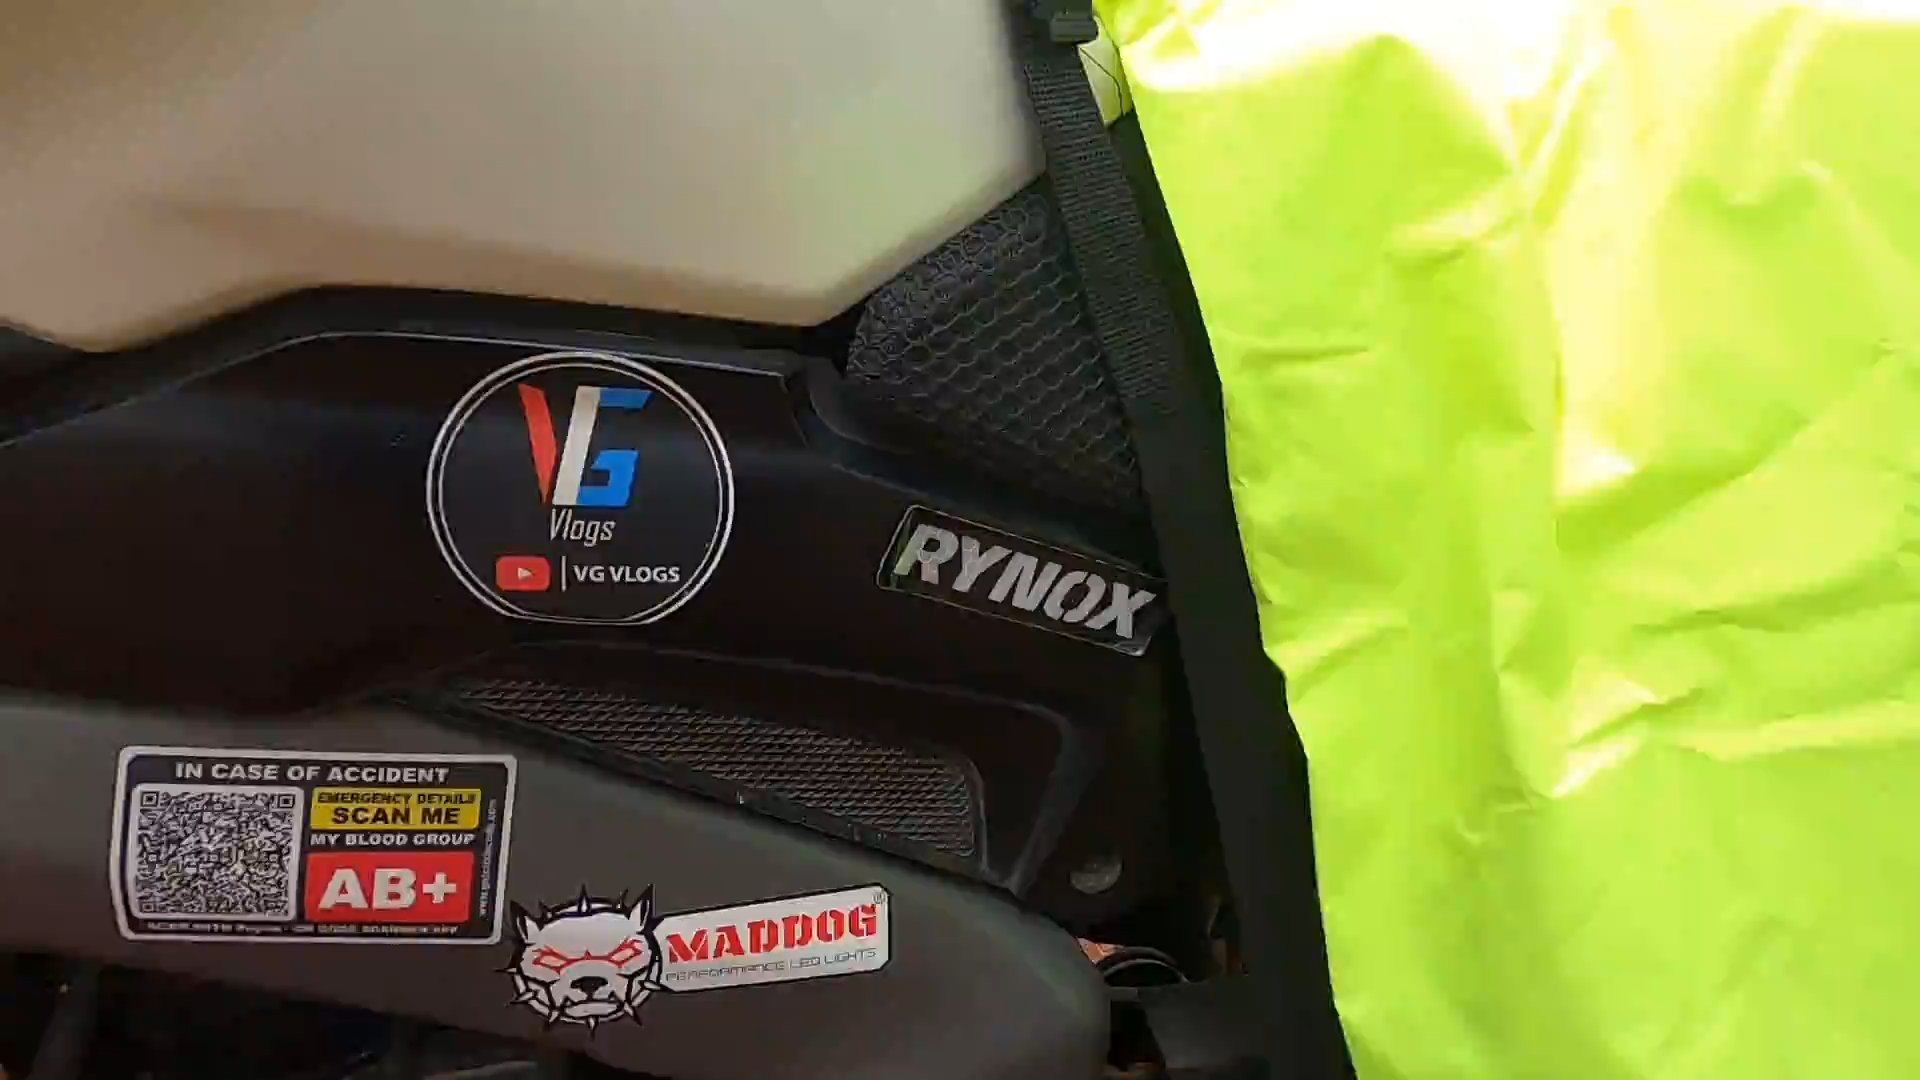 VG
Vlogs
VG VLOGS
RYNOX
IN CASE OF ACCIDENT
EMERGENCY DETAILS
SCAN ME
MY BLOOD GROUP
AB+
MADDOG®
PERFORMANCE LED LIGHTS